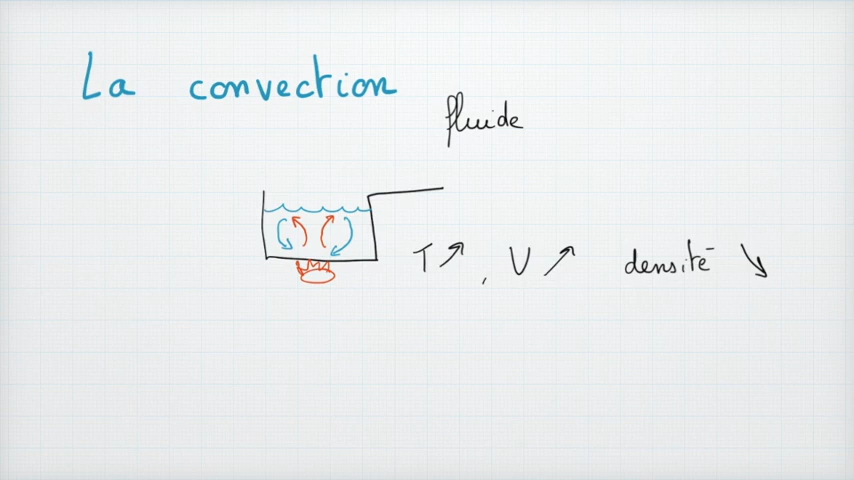 La convection
fluide
T ↗, V ↗ densité ↘